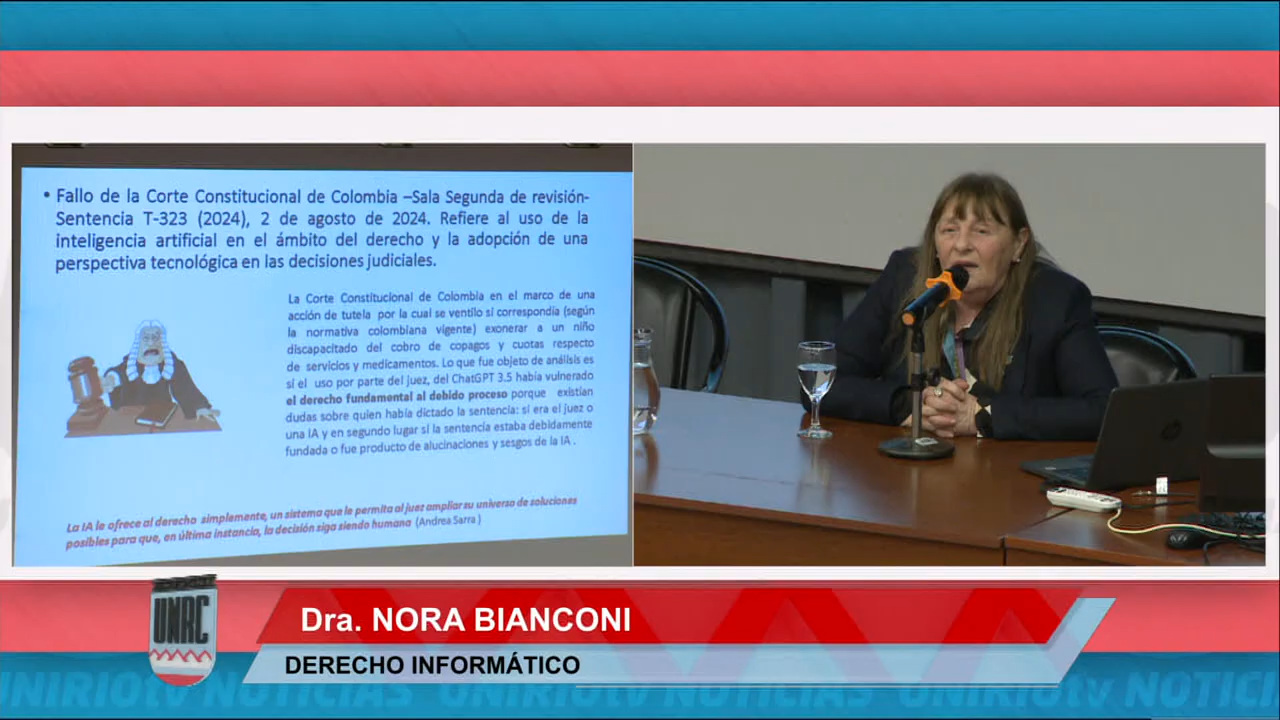 • Fallo de la Corte Constitucional de Colombia –Sala Segunda de revisión-
Sentencia T-323 (2024), 2 de agosto de 2024. Refiere al uso de la
inteligencia artificial en el ámbito del derecho y la adopción de una
perspectiva tecnológica en las decisiones judiciales.
La Corte Constitucional de Colombia en el marco de una
acción de tutela por la cual se ventilo si correspondía (según
la normativa colombiana vigente) exonerar a un niño
discapacitado del cobro de copagos y cuotas respecto
de servicios y medicamentos. Lo que fue objeto de análisis es
si el uso por parte del juez, del ChatGPT 3.5 había vulnerado
el derecho fundamental al debido proceso porque existían
dudas sobre quien había dictado la sentencia: si era el juez o
una IA y en segundo lugar si la sentencia estaba debidamente
fundada o fue producto de alucinaciones y sesgos de la IA .
La IA le ofrece al derecho simplemente, un sistema que le permita al juez ampliar su universo de soluciones
posibles para que, en última instancia, la decisión siga siendo humana (Andrea Sarra )
UNRC
Dra. NORA BIANCONI
DERECHO INFORMÁTICO
UNIRIOtv NOTICIAS UNIRIOtv NOTICIAS UNIRIOtv NOTICI